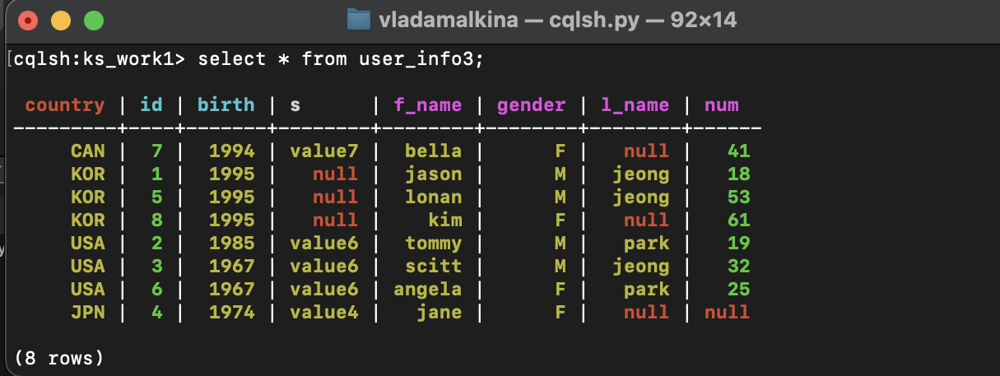 vladamalkina — cqlsh.py — 92×14
[cqlsh:ks_work1> select * from user_info3;
country | id | birth | s | f_name | gender | l_name | num
---------+----+-------+--------+--------+--------+--------+------
CAN | 7 | 1994 | value7 | bella | F | null | 41
KOR | 1 | 1995 | null | jason | M | jeong | 18
KOR | 5 | 1995 | null | lonan | M | jeong | 53
KOR | 8 | 1995 | null | kim | F | null | 61
USA | 2 | 1985 | value6 | tommy | M | park | 19
USA | 3 | 1967 | value6 | scitt | M | jeong | 32
USA | 6 | 1967 | value6 | angela | F | park | 25
JPN | 4 | 1974 | value4 | jane | F | null | null
(8 rows)